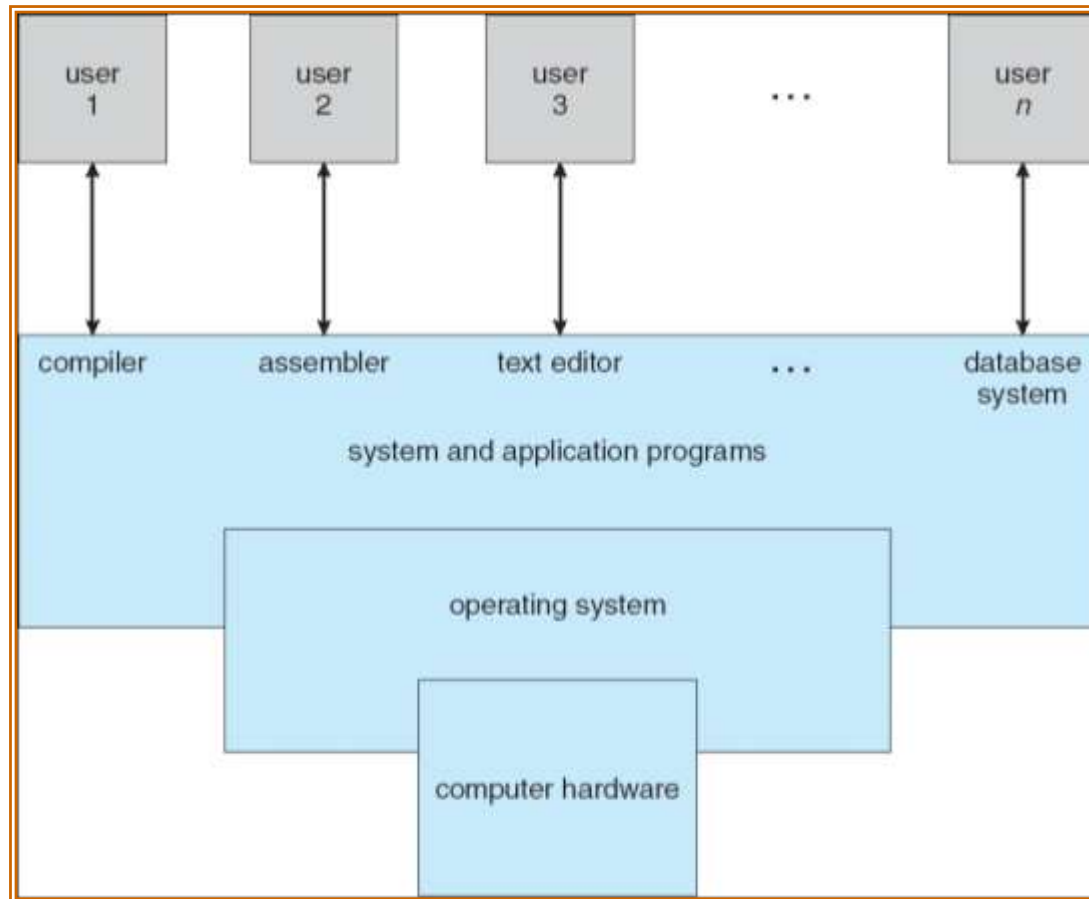 user
1
user
2
user
3
...
user
n
compiler
assembler
text editor
...
database
system
system and application programs
operating system
computer hardware